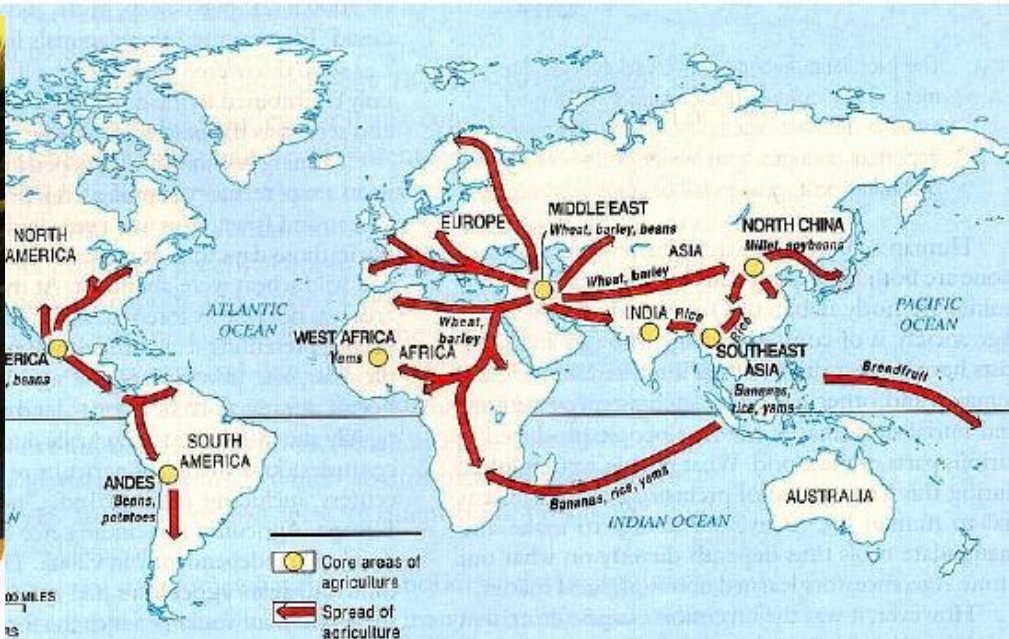 NORTH
AMERICA
ERICA
, beans
ATLANTIC
OCEAN
SOUTH
AMERICA
ANDES
Beans,
potatoes
EUROPE
MIDDLE EAST
Wheat, barley, beans
ASIA
Wheat, barley
NORTH CHINA
Millet, soybeans
PACIFIC
OCEAN
WEST AFRICA
Yams
AFRICA
Wheat,
barley
INDIA
Rice
Rice
SOUTHEAST
ASIA
Bananas,
rice, yams
Breadfruit
Bananas, rice, yams
INDIAN OCEAN
AUSTRALIA
Core areas of
agriculture
Spread of
agriculture
MILES